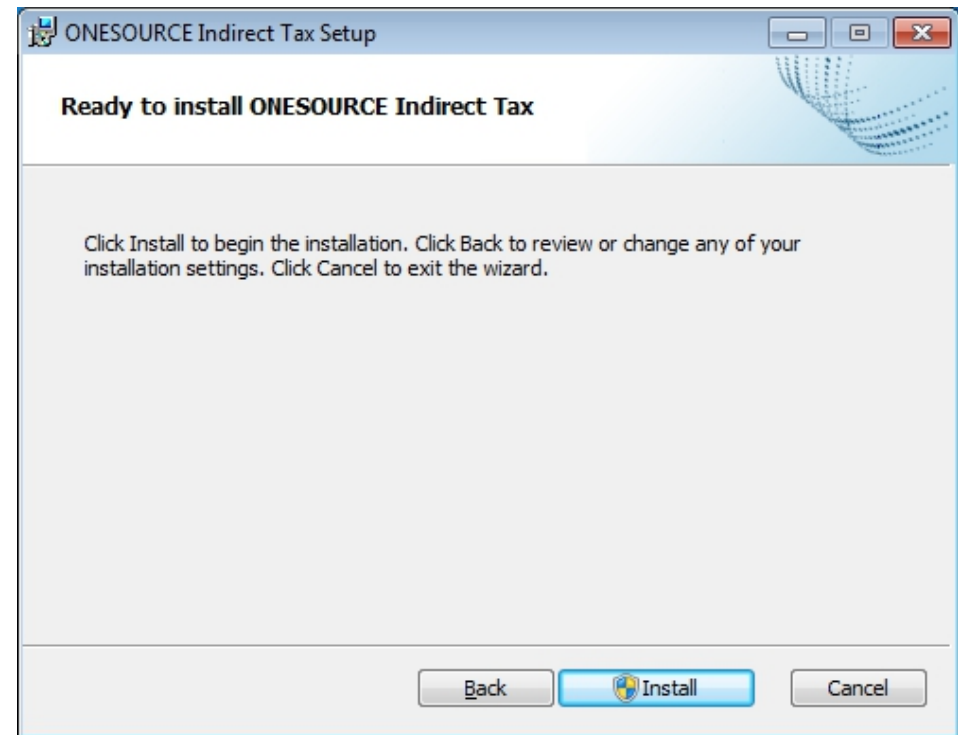 ONESOURCE Indirect Tax Setup
Ready to install ONESOURCE Indirect Tax
Click Install to begin the installation. Click Back to review or change any of your
installation settings. Click Cancel to exit the wizard.
Back Install Cancel